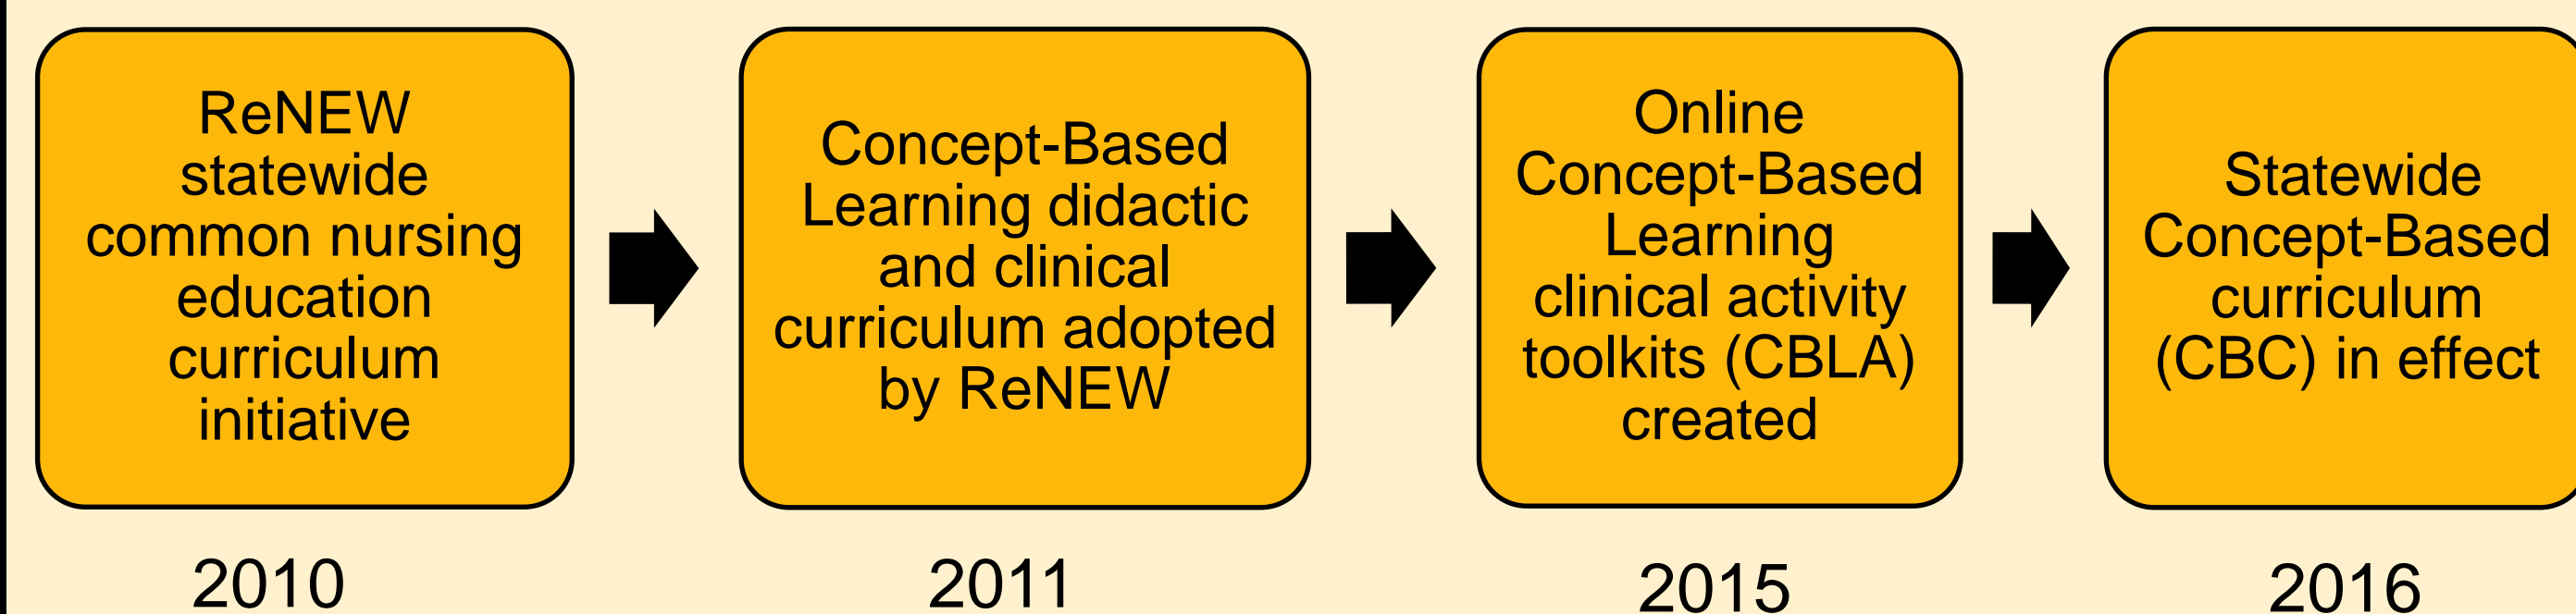 ReNEW
statewide
common nursing
education
curriculum
initiative
Concept-Based
Learning didactic
and clinical
curriculum adopted
by ReNEW
Online
Concept-Based
Learning
clinical activity
toolkits (CBLA)
created
Statewide
Concept-Based
curriculum
(CBC) in effect
2010
2011
2015
2016